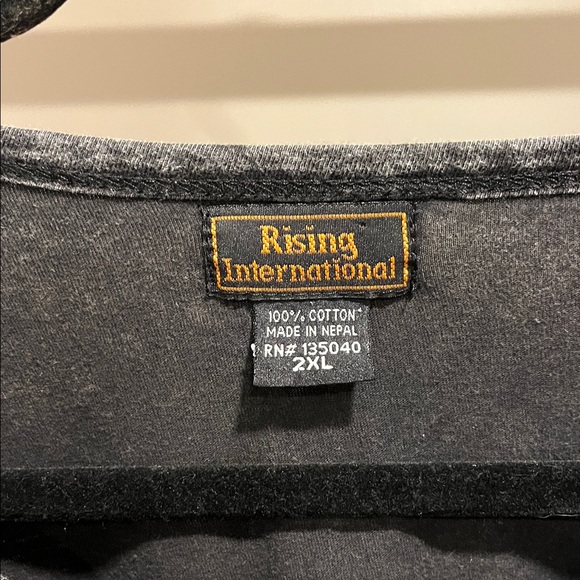 Rising
International
100% COTTON
MADE IN NEPAL
RN# 135040
2XL